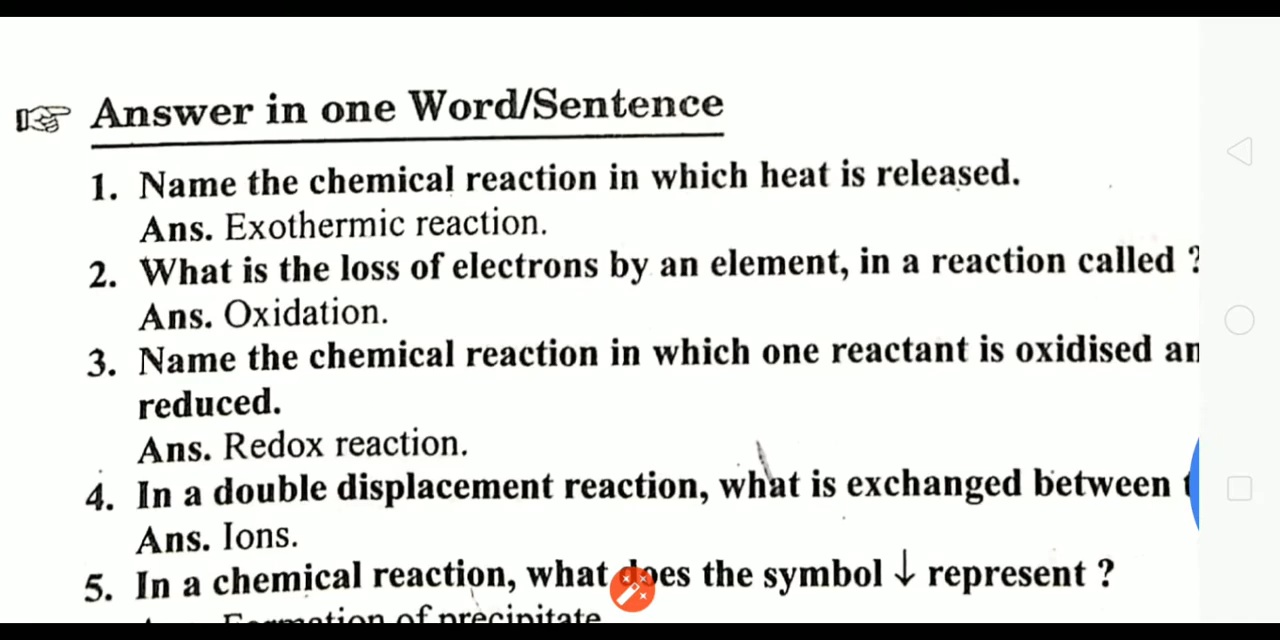 Answer in one Word/Sentence
1. Name the chemical reaction in which heat is released.
Ans. Exothermic reaction.
2. What is the loss of electrons by an element, in a reaction called ?
Ans. Oxidation.
3. Name the chemical reaction in which one reactant is oxidised
reduced.
Ans. Redox reaction.
4. In a double displacement reaction, what is exchanged between
Ans. Ions.
5. In a chemical reaction, what does the symbol ↓ represent ?
Formation of precipitate